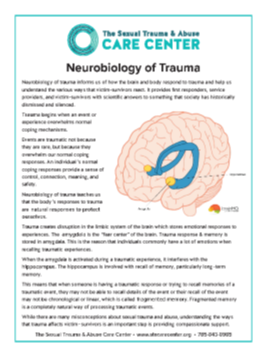 The Sexual Trauma & Abuse
CARE CENTER
Neurobiology of Trauma
Neurobiology of trauma informs us of how the brain and body respond to trauma and help us
understand the various ways that victim-survivors react. It provides first responders, service
providers, and victim-survivors with scientific answers to something that society has historically
dismissed and silenced.
Trauma begins when an event or
experience overwhelms normal
coping mechanisms.
Events are traumatic not because
they are rare, but because they
overwhelm our normal coping
responses. An individual's normal
coping responses provide a sense of
control, connection, meaning, and
safety.
Neurobiology of trauma teaches us
that the body's responses to trauma
are natural responses to protect
ourselves.
Trauma creates disruption in the limbic system of the brain which stores emotional responses to
experiences. The amygdala is the "fear center" of the brain. Trauma response & memory is
stored in amygdala. This is the reason that individuals commonly have a lot of emotions when
recalling traumatic experiences.
When the amygdala is activated during a traumatic experience, it interferes with the
hippocampus. The hippocampus is involved with recall of memory, particularly long-term
memory.
This means that when someone is having a traumatic response or trying to recall memories of a
traumatic event, they may not be able to recall details of the event or their recall of the event
may not be chronological or linear, which is called fragmented memory. Fragmented memory
is a completely natural way of processing traumatic events.
While there are many misconceptions about sexual trauma and abuse, understanding the ways
that trauma affects victim-survivors is an important step is providing compassionate support.
The Sexual Trauma & Abuse Care Center • www.stacarecenter.org •